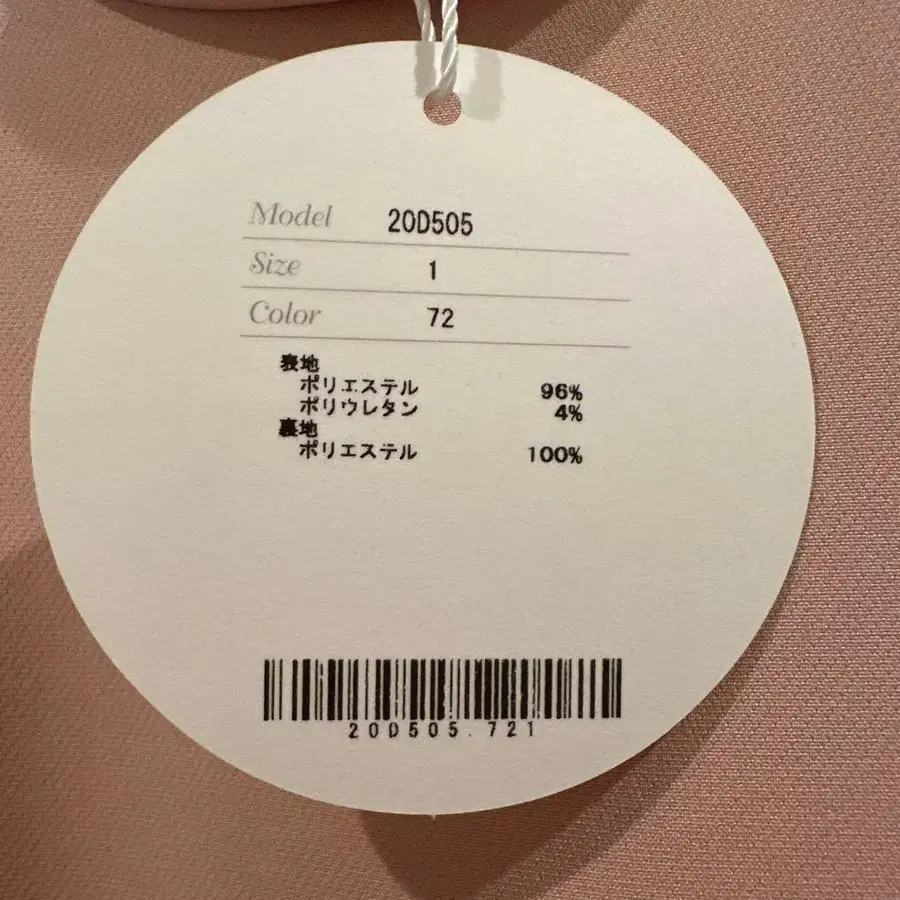 Model 20D505
Size 1
Color 72
表地
ポリエステル 96%
ポリウレタン 4%
裏地
ポリエステル 100%
20D505.721